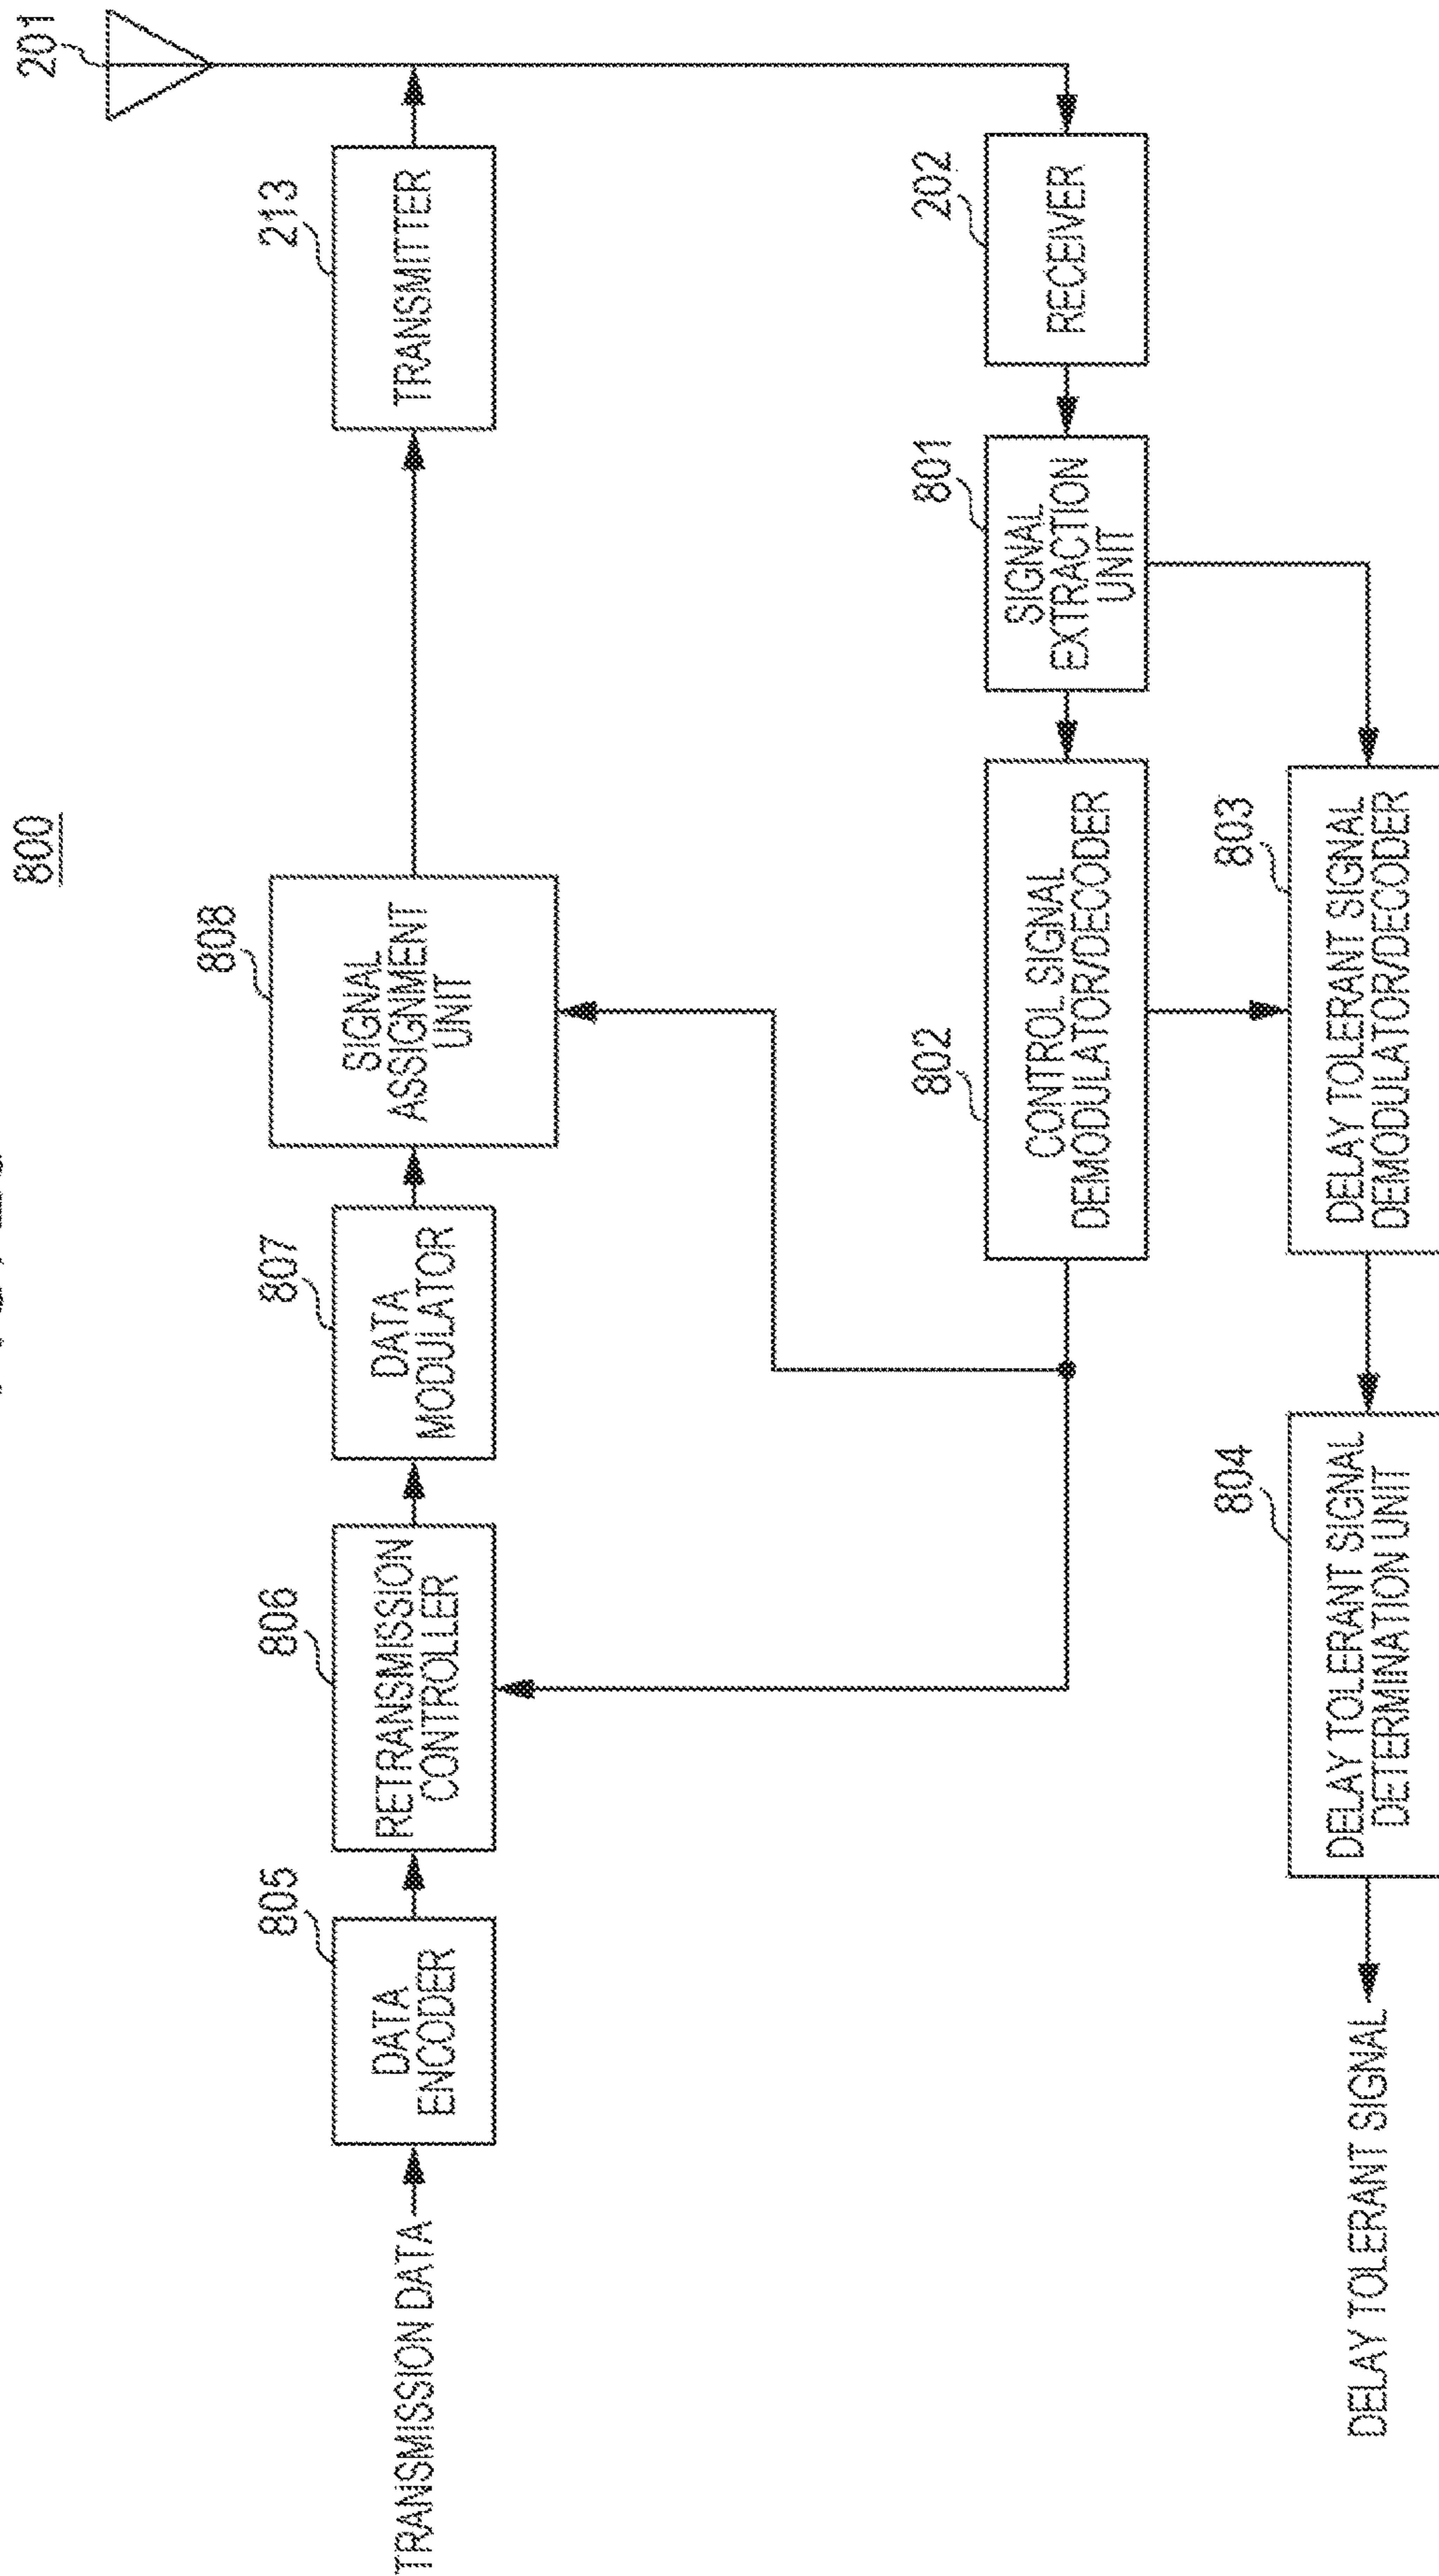 800
201
TRANSMISSION DATA
805
DATA
ENCODER
806
RETRANSMISSION
CONTROLLER
807
DATA
MODULATOR
808
SIGNAL
ASSIGNMENT
UNIT
213
TRANSMITTER
202
RECEIVER
801
SIGNAL
EXTRACTION
UNIT
802
CONTROL SIGNAL
DEMODULATOR/DECODER
803
DELAY TOLERANT SIGNAL
DEMODULATOR/DECODER
804
DELAY TOLERANT SIGNAL
DETERMINATION UNIT
DELAY TOLERANT SIGNAL